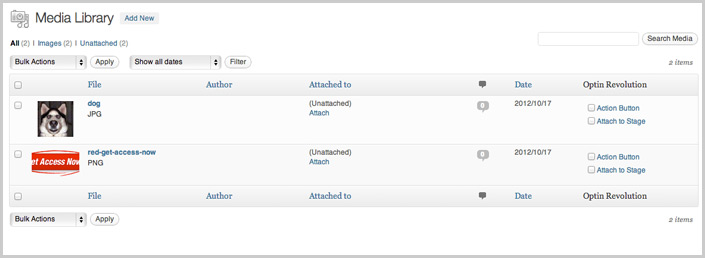 Media Library Add New
All (2) | Images (2) | Unattached (2)
Search Media
Bulk Actions Apply Show all dates Filter 2 items
File Author Attached to Date Optin Revolution
dog (Unattached) 0 2012/10/17 Action Button
JPG Attach Attach to Stage
red-get-access-now (Unattached) 0 2012/10/17 Action Button
PNG Attach Attach to Stage
et Access Now
File Author Attached to Date Optin Revolution
Bulk Actions Apply 2 items